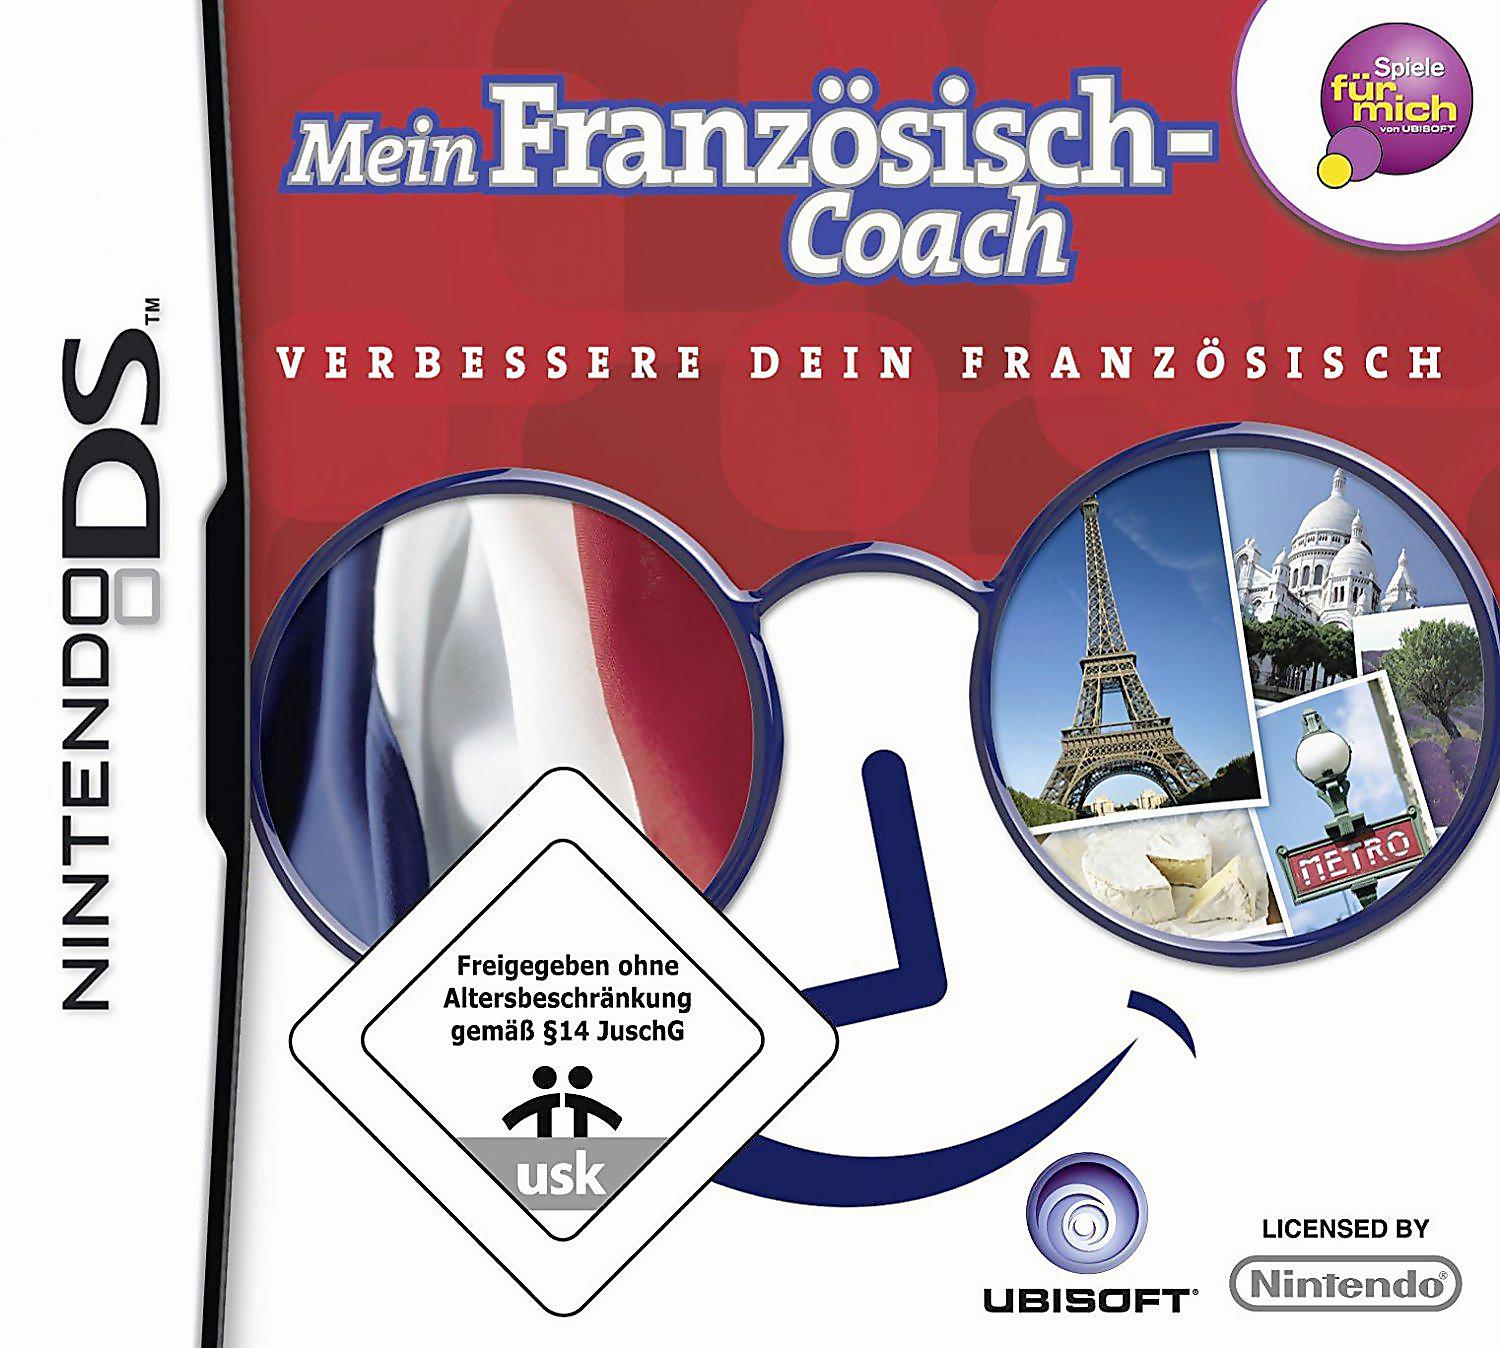 Spiele
für
mich
von UBISOFT
Mein Französisch-
Coach
VERBESSERE DEIN FRANZÖSISCH
NINTENDO DS™
METRO
Freigegeben ohne
Altersbeschränkung
gemäß §14 JuschG
usk
UBISOFT®
LICENSED BY
Nintendo®